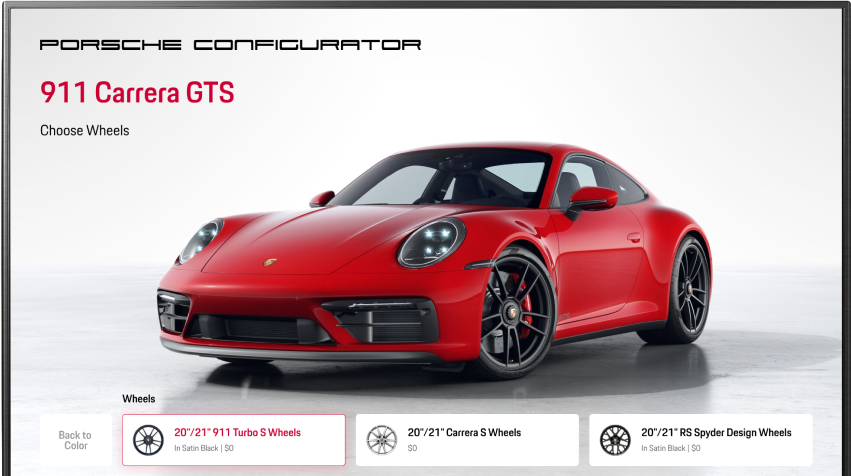 PORSCHE CONFIGURATOR
911 Carrera GTS
Choose Wheels
Wheels
Back to
Color
20"/21" 911 Turbo S Wheels
In Satin Black | $0
20"/21" Carrera S Wheels
$0
20"/21" RS Spyder Design Wheels
In Satin Black | $0